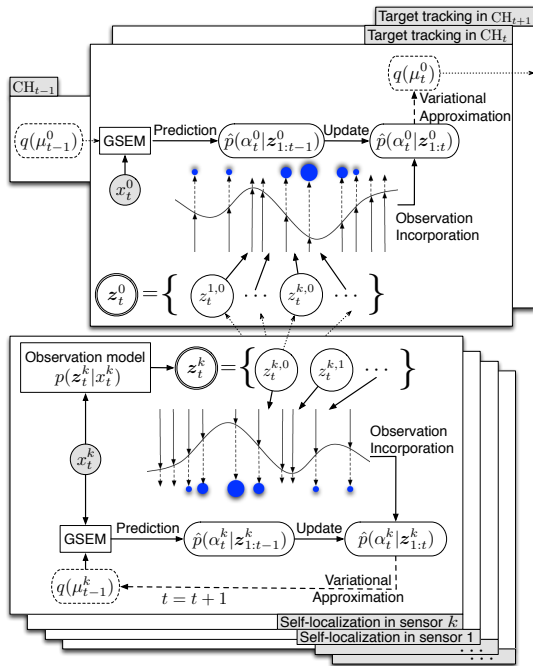 Target tracking in CH_{t+1}
Target tracking in CH_t
CH_{t−1}
q(μ_t^0)
Variational
Approximation
q(μ_{t−1}^0)
GSEM
Prediction
p̂(α_t^0|z_{1:t−1}^0)
Update
p̂(α_t^0|z_{1:t}^0)
x_t^0
Observation
Incorporation
z_t^0 = { z_t^{1,0} ··· z_t^{k,0} ··· }
Observation model
p(z_t^k|x_t^k)
z_t^k = { z_t^{k,0} z_t^{k,1} ··· }
Observation
Incorporation
x_t^k
GSEM
Prediction
p̂(α_t^k|z_{1:t−1}^k)
Update
p̂(α_t^k|z_{1:t}^k)
q(μ_{t−1}^k)
t = t + 1
Variational
Approximation
Self-localization in sensor k
Self-localization in sensor 1
···
···